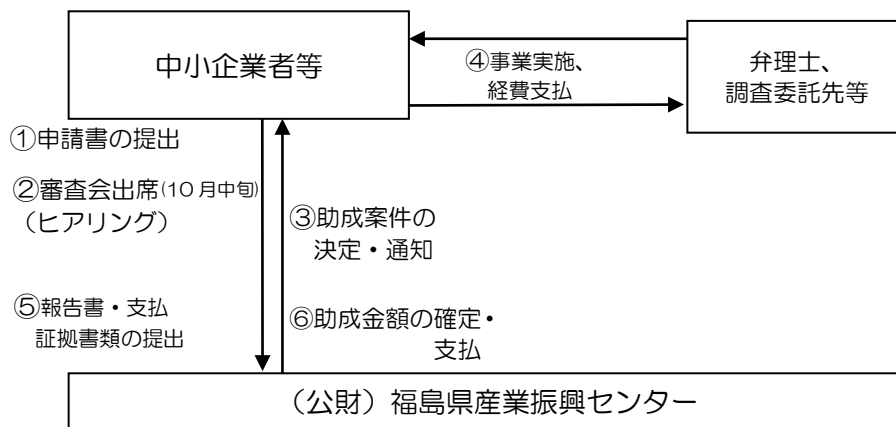 中小企業者等
④事業実施、
経費支払
弁理士、
調査委託先等
①申請書の提出
②審査会出席(10月中旬)
(ヒアリング)
③助成案件の
決定・通知
⑤報告書・支払
証拠書類の提出
⑥助成金額の確定・
支払
(公財)福島県産業振興センター